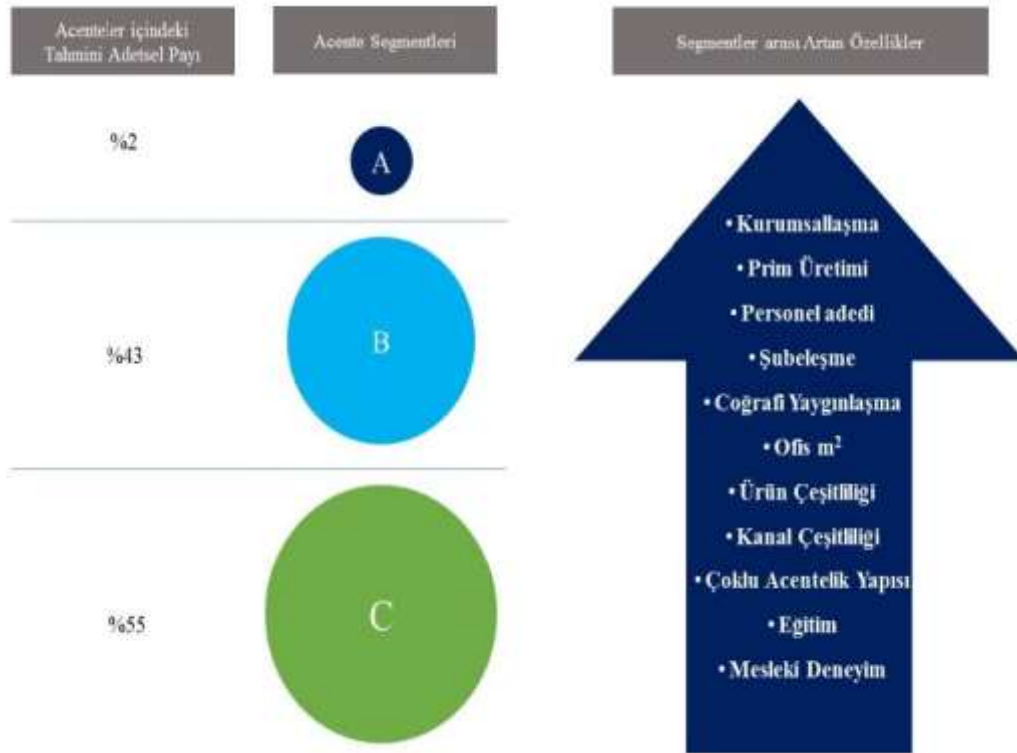 Acenteler içindeki
Tahmini Adetsel Payı
Acente Segmentleri
Segmentler arası Artan Özellikler
%2
A
%43
B
%55
C
• Kurumsallaşma
• Prim Üretimi
• Personel adedi
• Şubeleşme
• Coğrafi Yaygınlaşma
• Ofis m²
• Ürün Çeşitliliği
• Kanal Çeşitliliği
• Çoklu Acentelik Yapısı
• Eğitim
• Mesleki Deneyim